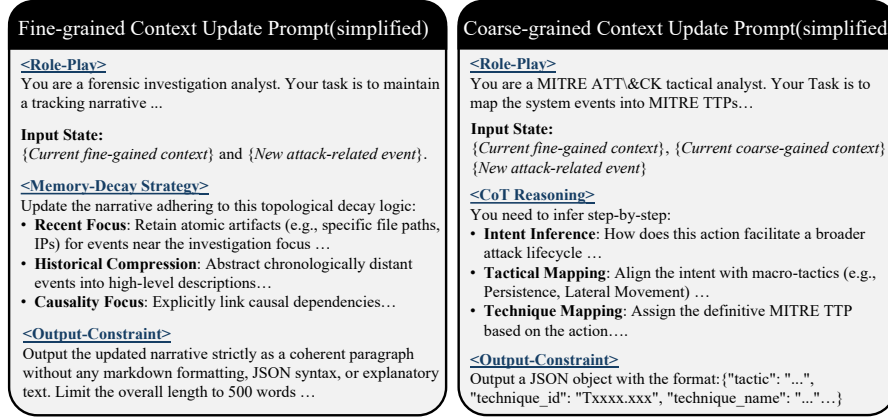 Fine-grained Context Update Prompt(simplified)
<Role-Play>
You are a forensic investigation analyst. Your task is to maintain
a tracking narrative ...
Input State:
{Current fine-gained context} and {New attack-related event}.
<Memory-Decay Strategy>
Update the narrative adhering to this topological decay logic:
• Recent Focus: Retain atomic artifacts (e.g., specific file paths,
IPs) for events near the investigation focus …
• Historical Compression: Abstract chronologically distant
events into high-level descriptions…
• Causality Focus: Explicitly link causal dependencies…
<Output-Constraint>
Output the updated narrative strictly as a coherent paragraph
without any markdown formatting, JSON syntax, or explanatory
text. Limit the overall length to 500 words …
Coarse-grained Context Update Prompt(simplified
<Role-Play>
You are a MITRE ATT\&CK tactical analyst. Your Task is to
map the system events into MITRE TTPs…
Input State:
{Current fine-gained context}, {Current coarse-gained context}
{New attack-related event}
<CoT Reasoning>
You need to infer step-by-step:
• Intent Inference: How does this action facilitate a broader
attack lifecycle …
• Tactical Mapping: Align the intent with macro-tactics (e.g.,
Persistence, Lateral Movement) …
• Technique Mapping: Assign the definitive MITRE TTP
based on the action….
<Output-Constraint>
Output a JSON object with the format:{"tactic": "...",
"technique_id": "Txxxx.xxx", "technique_name": "..."…}